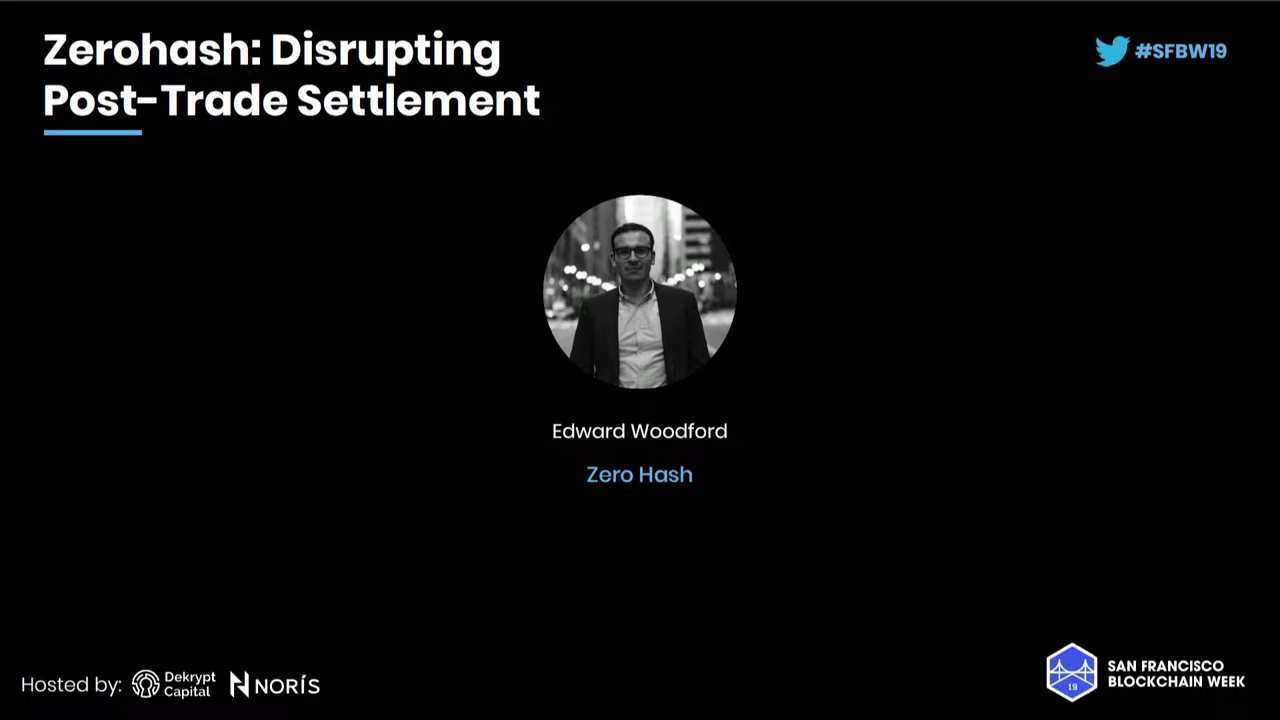 Zerohash: Disrupting
Post-Trade Settlement
#SFBW19
Edward Woodford
Zero Hash
Hosted by:
Dekrypt
Capital
NORÍS
19
SAN FRANCISCO
BLOCKCHAIN WEEK